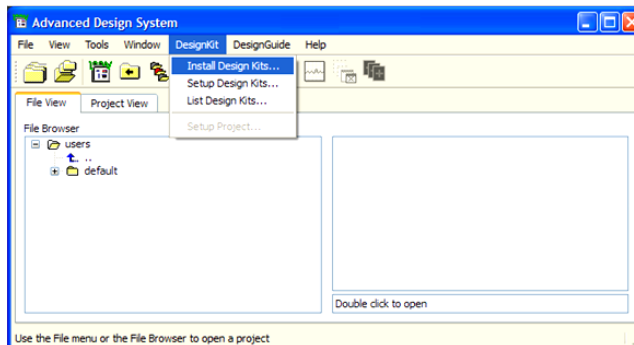 Advanced Design System
File View Tools Window DesignKit DesignGuide Help
Install Design Kits...
Setup Design Kits...
List Design Kits...
Setup Project...
File View Project View
File Browser
users
..
default
Double click to open
Use the File menu or the File Browser to open a project